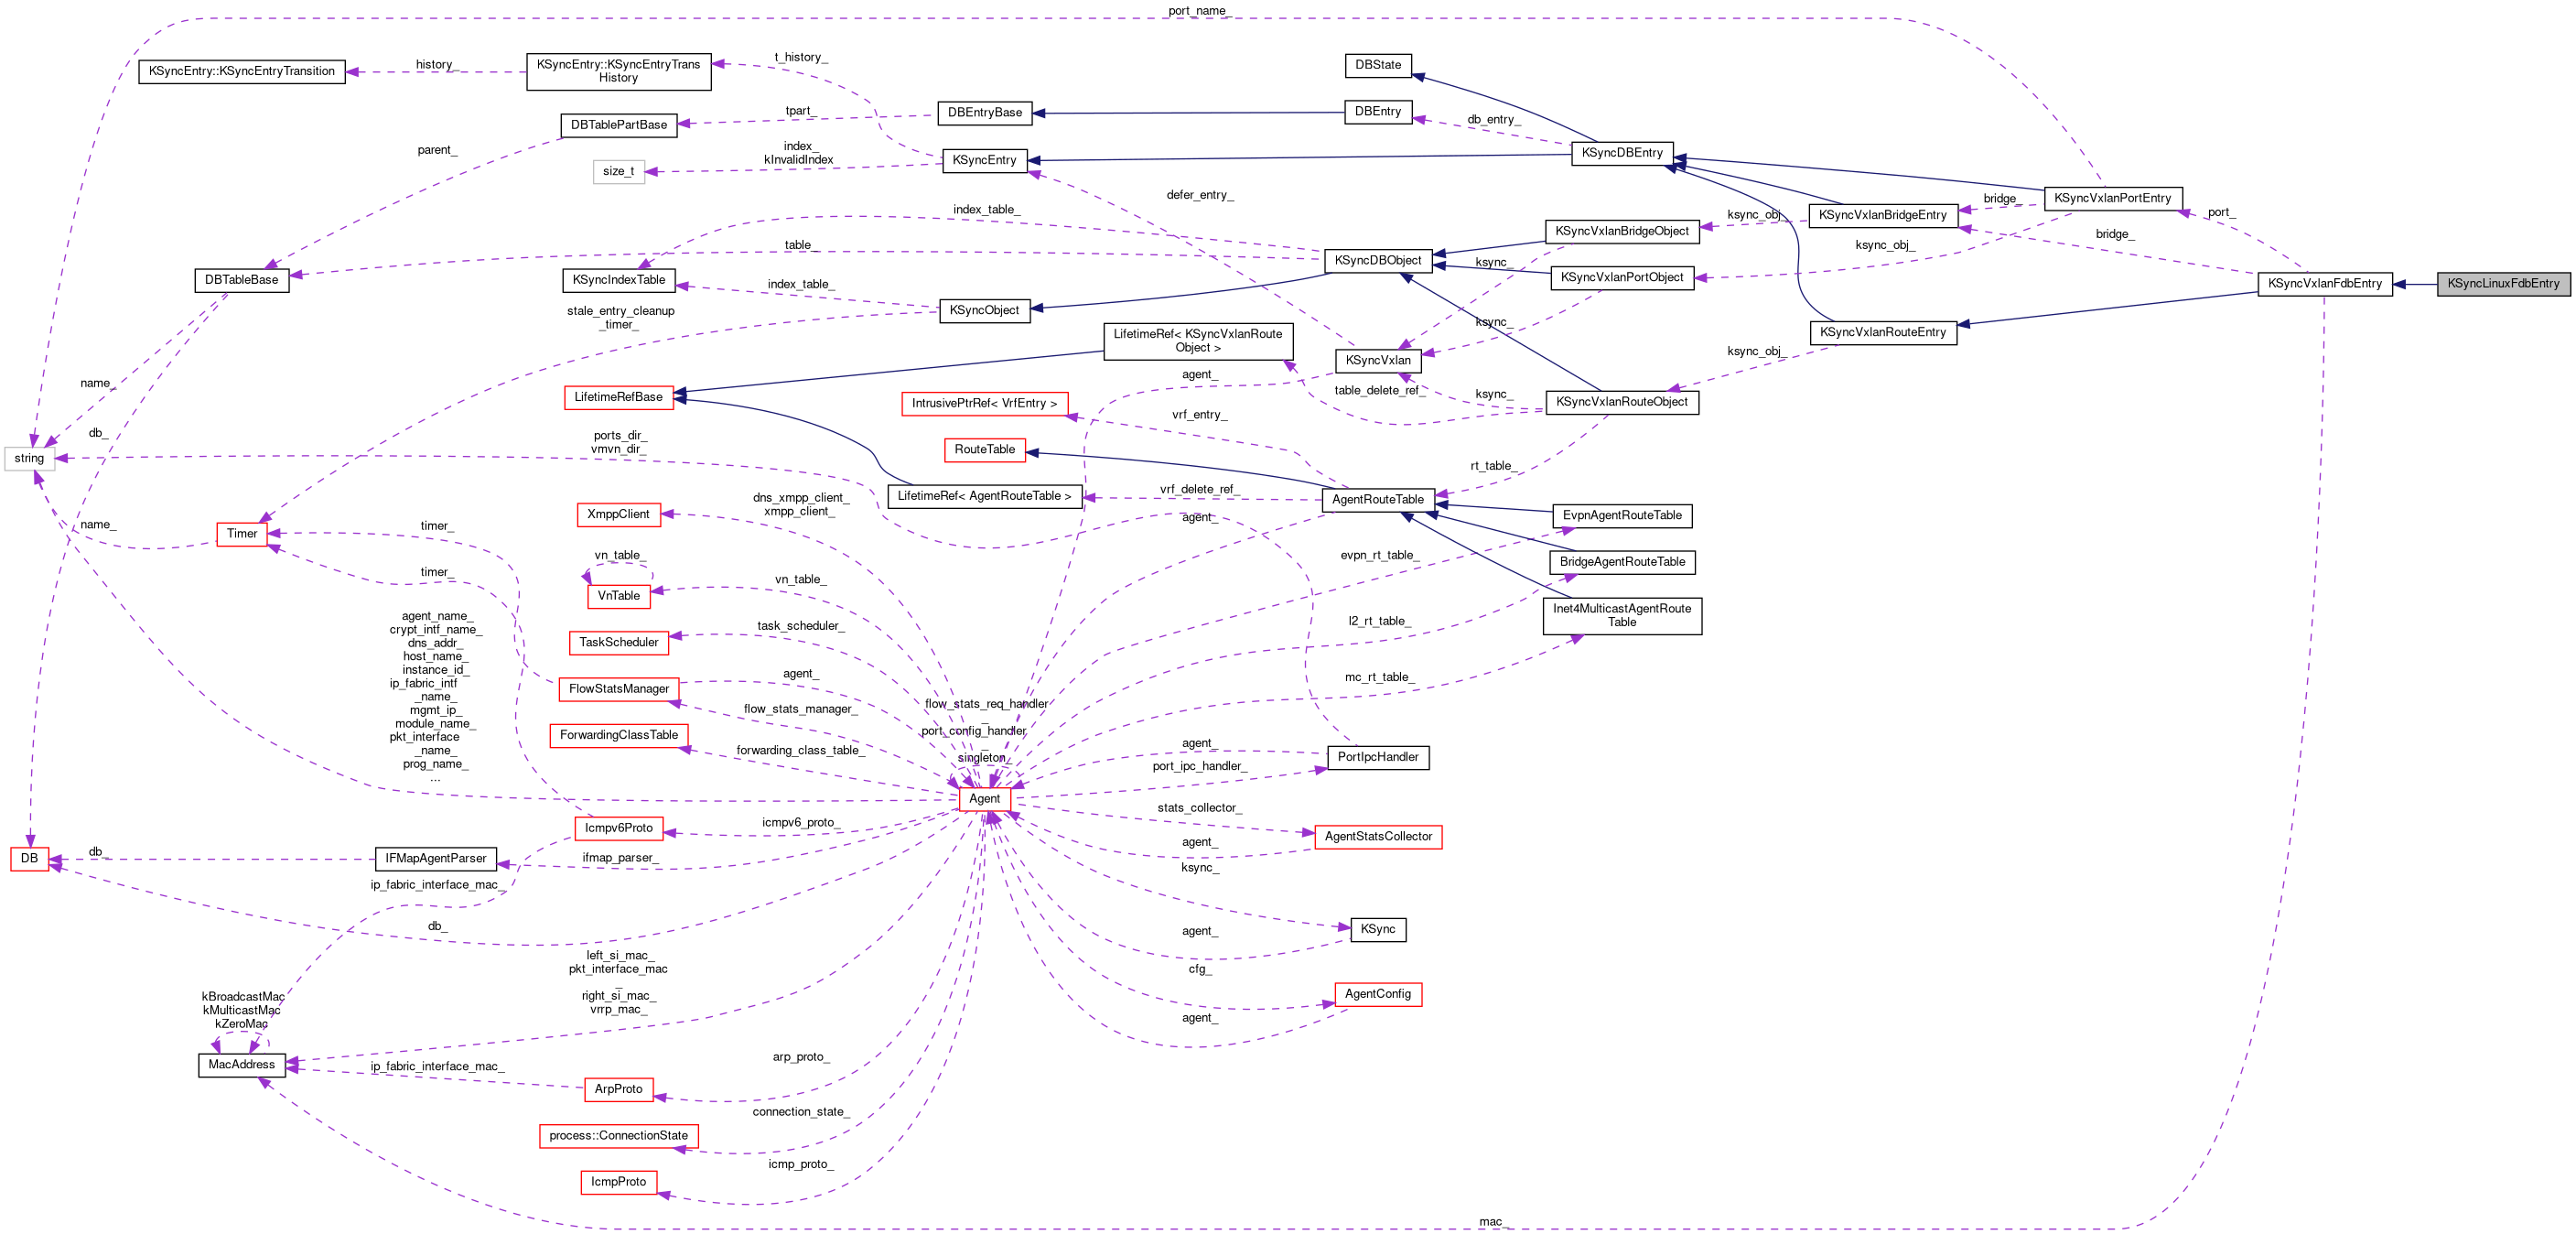 port_name_
KSyncEntry::KSyncEntryTransition
history_
KSyncEntry::KSyncEntryTrans
History
t_history_
DBState
DBTablePartBase
tpart_
DBEntryBase
DBEntry
db_entry_
parent_
size_t
index_
kInvalidIndex
KSyncEntry
KSyncDBEntry
defer_entry_
index_table_
table_
KSyncVxlanBridgeObject
ksync_obj_
KSyncVxlanBridgeEntry
bridge_
KSyncVxlanPortEntry
port_
bridge_
ksync_obj_
DBTableBase
KSyncIndexTable
index_table_
KSyncObject
KSyncDBObject
ksync_
KSyncVxlanPortObject
KSyncVxlanFdbEntry
KSyncLinuxFdbEntry
stale_entry_cleanup
_timer_
LifetimeRef< KSyncVxlanRoute
Object >
ksync_
KSyncVxlan
KSyncVxlanRouteEntry
ksync_obj_
name_
LifetimeRefBase
agent_
table_delete_ref_
ksync_
KSyncVxlanRouteObject
IntrusivePtrRef< VrfEntry >
vrf_entry_
db_
string
ports_dir_
vmvn_dir_
RouteTable
rt_table_
LifetimeRef< AgentRouteTable >
vrf_delete_ref_
AgentRouteTable
name_
Timer
timer_
XmppClient
dns_xmpp_client_
xmpp_client_
agent_
EvpnAgentRouteTable
evpn_rt_table_
BridgeAgentRouteTable
vn_table_
VnTable
vn_table_
timer_
Inet4MulticastAgentRoute
Table
l2_rt_table_
TaskScheduler
task_scheduler_
agent_name_
crypt_intf_name_
dns_addr_
host_name_
instance_id_
ip_fabric_intf
_name_
mgmt_ip_
module_name_
pkt_interface
_name_
prog_name_
...
FlowStatsManager
agent_
flow_stats_manager_
mc_rt_table_
ForwardingClassTable
forwarding_class_table_
flow_stats_req_handler
_
port_config_handler
_
singleton_
agent_
PortIpcHandler
port_ipc_handler_
Agent
stats_collector_
AgentStatsCollector
agent_
Icmpv6Proto
icmpv6_proto_
DB
db_
IFMapAgentParser
ifmap_parser_
ksync_
ip_fabric_interface_mac_
db_
KSync
agent_
left_si_mac_
pkt_interface_mac
_
right_si_mac_
vrrp_mac_
cfg_
AgentConfig
agent_
kBroadcastMac
kMulticastMac
kZeroMac
MacAddress
ip_fabric_interface_mac_
ArpProto
arp_proto_
process::ConnectionState
connection_state_
IcmpProto
icmp_proto_
mac_